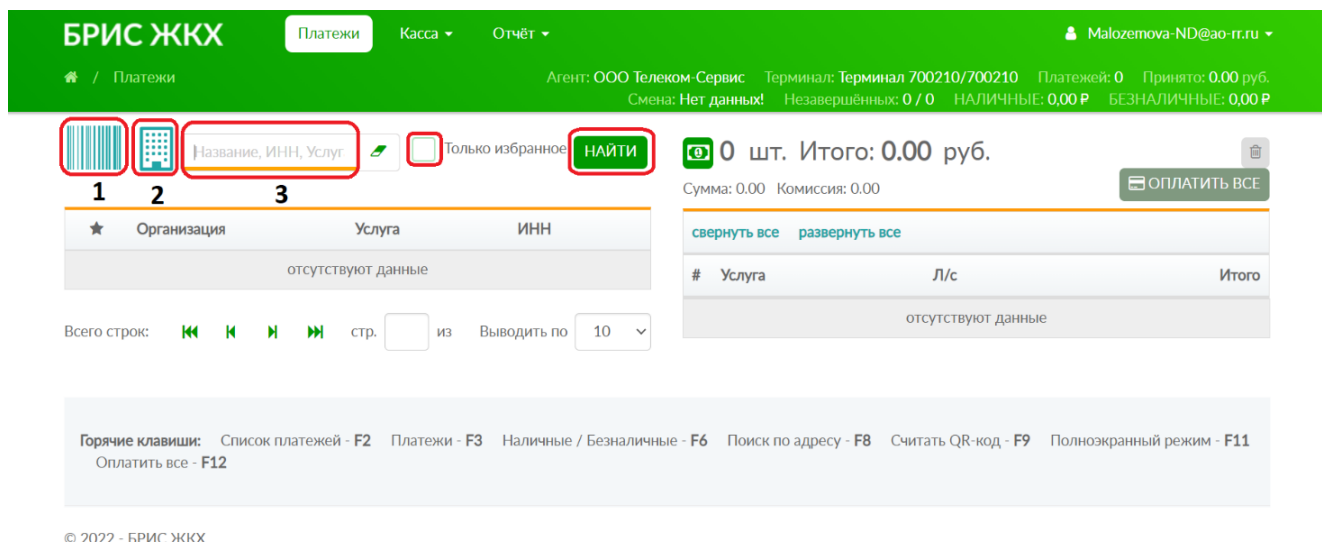 БРИС ЖКХ Платежи Касса Отчёт Malozemova-ND@ao-rr.ru
/ Платежи Агент: ООО Телеком-Сервис Терминал: Терминал 700210/700210 Платежей: 0 Принято: 0.00 руб.
Смена: Нет данных! Незавершённых: 0 / 0 НАЛИЧНЫЕ: 0,00 ₽ БЕЗНАЛИЧНЫЕ: 0,00 ₽
Название, ИНН, Услуг Только избранное НАЙТИ
1 2 3
Организация Услуга ИНН
отсутствуют данные
Всего строк: стр. из Выводить по 10
0 шт. Итого: 0.00 руб.
Сумма: 0.00 Комиссия: 0.00 ОПЛАТИТЬ ВСЕ
свернуть все развернуть все
# Услуга Л/с Итого
отсутствуют данные
Горячие клавиши: Список платежей - F2 Платежи - F3 Наличные / Безналичные - F6 Поиск по адресу - F8 Считать QR-код - F9 Полноэкранный режим - F11
Оплатить все - F12
© 2022 - БРИС ЖКХ